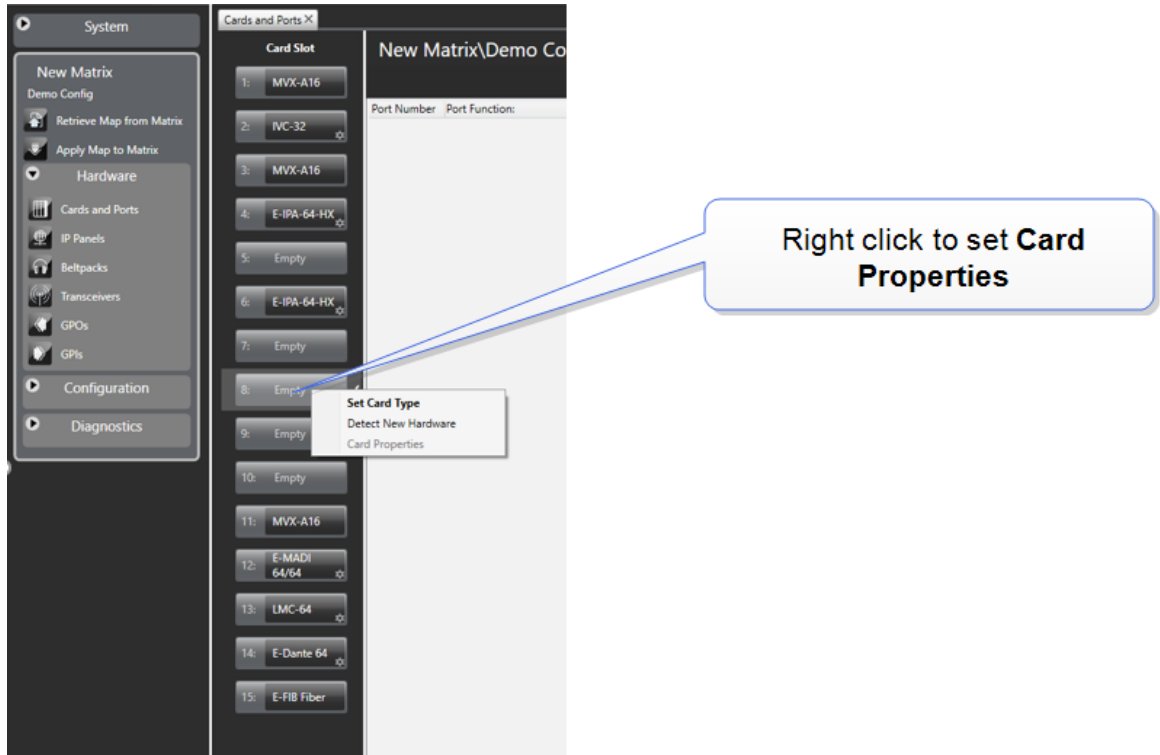 System
New Matrix
Demo Config
Retrieve Map from Matrix
Apply Map to Matrix
Hardware
Cards and Ports
IP Panels
Beltpacks
Transceivers
GPOs
GPIs
Configuration
Diagnostics
Cards and Ports X
Card Slot
1: MVX-A16
2: IVC-32
3: MVX-A16
4: E-IPA-64-HX
5: Empty
6: E-IPA-64-HX
7: Empty
8: Empty
9: Empty
10: Empty
11: MVX-A16
12: E-MADI
64/64
13: LMC-64
14: E-Dante 64
15: E-FIB Fiber
Set Card Type
Detect New Hardware
Card Properties
New Matrix\Demo Co
Port Number Port Function:
Right click to set Card
Properties